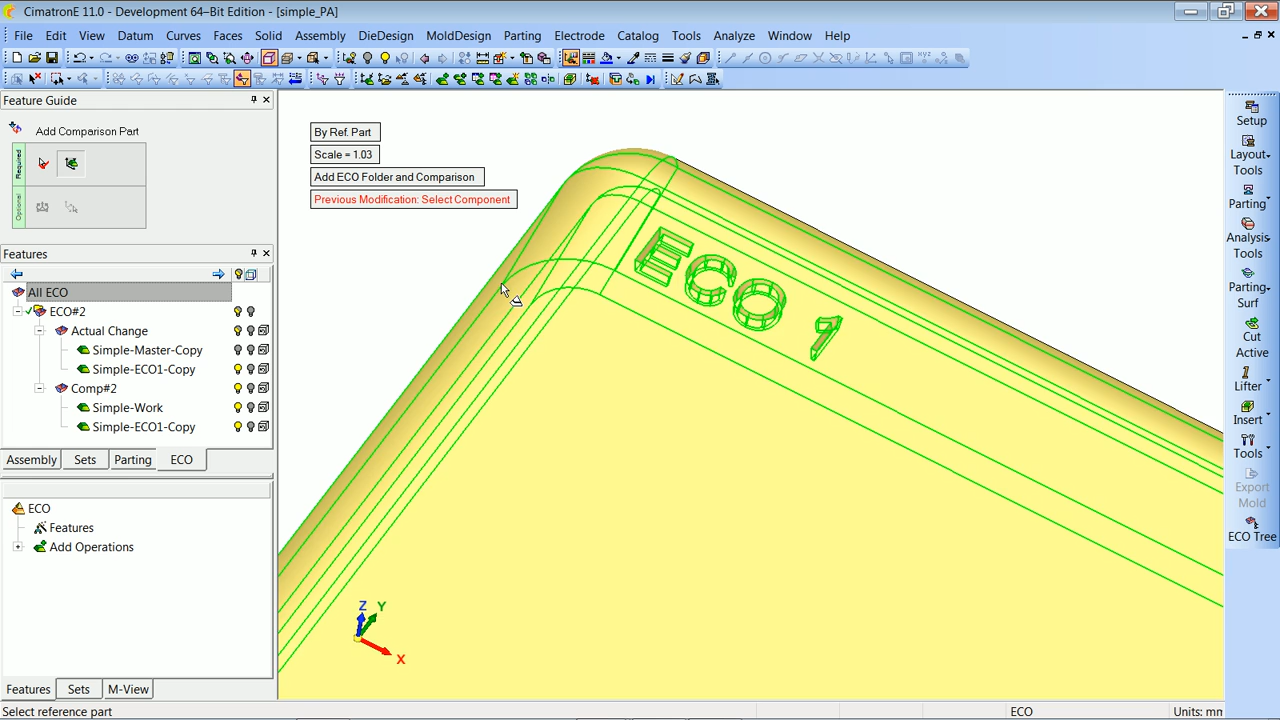 CimatronE 11.0 - Development 64-Bit Edition - [simple_PA]
File Edit View Datum Curves Faces Solid Assembly DieDesign MoldDesign Parting Electrode Catalog Tools Analyze Window Help
Feature Guide
Add Comparison Part
Required
Optional
Features
All ECO
ECO#2
Actual Change
Simple-Master-Copy
Simple-ECO1-Copy
Comp#2
Simple-Work
Simple-ECO1-Copy
Assembly Sets Parting ECO
ECO
Features
Add Operations
Features Sets M-View
Select reference part
By Ref. Part
Scale = 1.03
Add ECO Folder and Comparison
Previous Modification: Select Component
ECO 1
Z Y
X
Setup
Layout
Tools
Parting
Analysis
Tools
Parting
Surf
Cut
Active
Lifter
Insert
Tools
Export
Mold
ECO Tree
ECO Units: mm